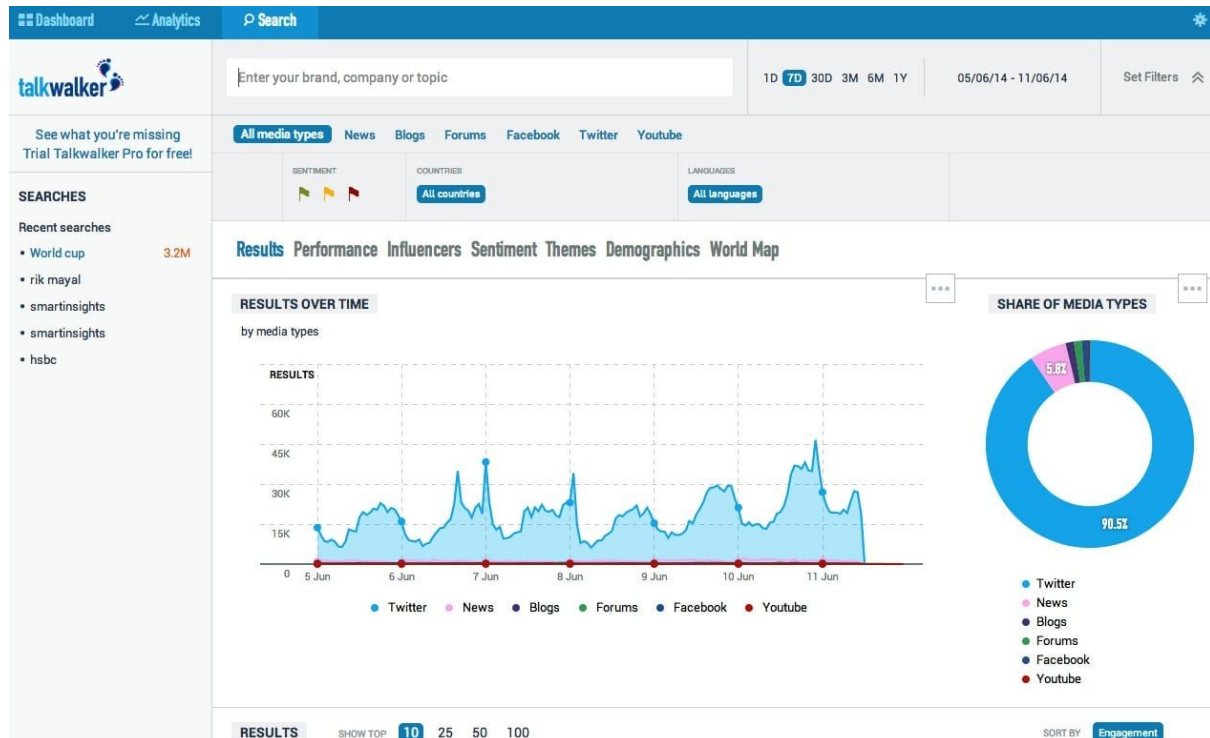 Dashboard Analytics Search
talkwalker
Enter your brand, company or topic
1D 7D 30D 3M 6M 1Y
05/06/14 - 11/06/14
Set Filters
See what you're missing
Trial Talkwalker Pro for free!
All media types News Blogs Forums Facebook Twitter Youtube
SENTIMENT
COUNTRIES
All countries
LANGUAGES
All languages
SEARCHES
Recent searches
• World cup 3.2M
• rik mayal
• smartinsights
• smartinsights
• hsbc
Results Performance Influencers Sentiment Themes Demographics World Map
RESULTS OVER TIME
by media types
RESULTS
60K
45K
30K
15K
0
5 Jun 6 Jun 7 Jun 8 Jun 9 Jun 10 Jun 11 Jun
Twitter News Blogs Forums Facebook Youtube
SHARE OF MEDIA TYPES
5.8%
90.5%
Twitter
News
Blogs
Forums
Facebook
Youtube
RESULTS SHOW TOP 10 25 50 100
SORT BY Engagement